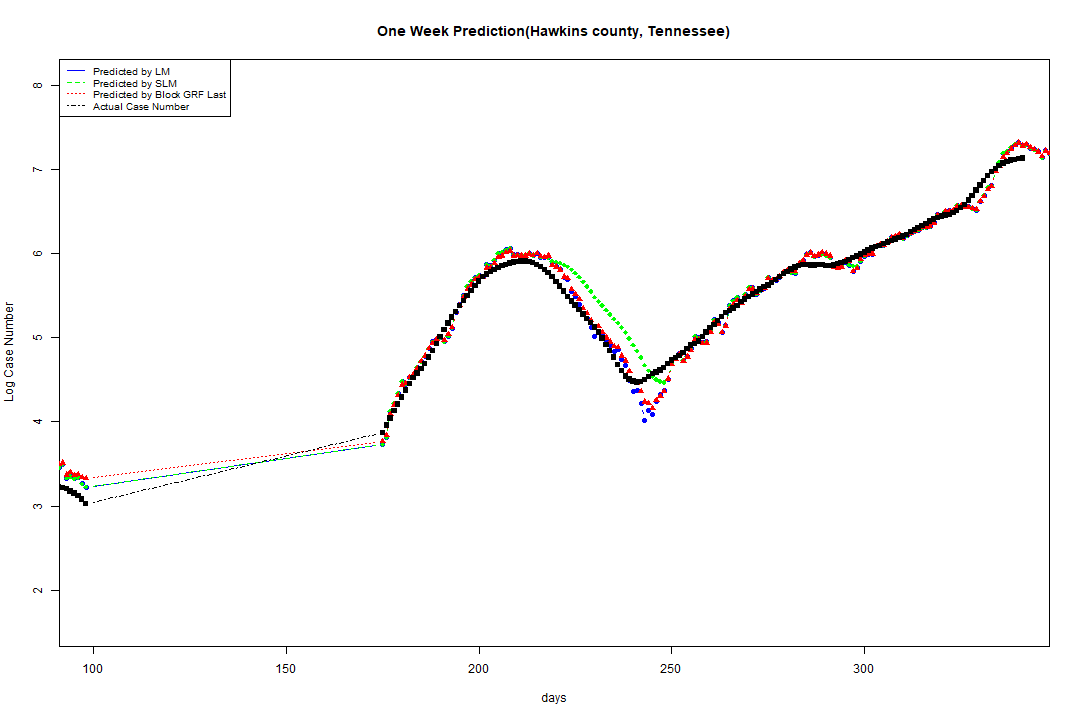 One Week Prediction(Hawkins county, Tennessee)
Predicted by LM
Predicted by SLM
Predicted by Block GRF Last
Actual Case Number
Log Case Number
8
7
6
5
4
3
2
100 150 200 250 300
days